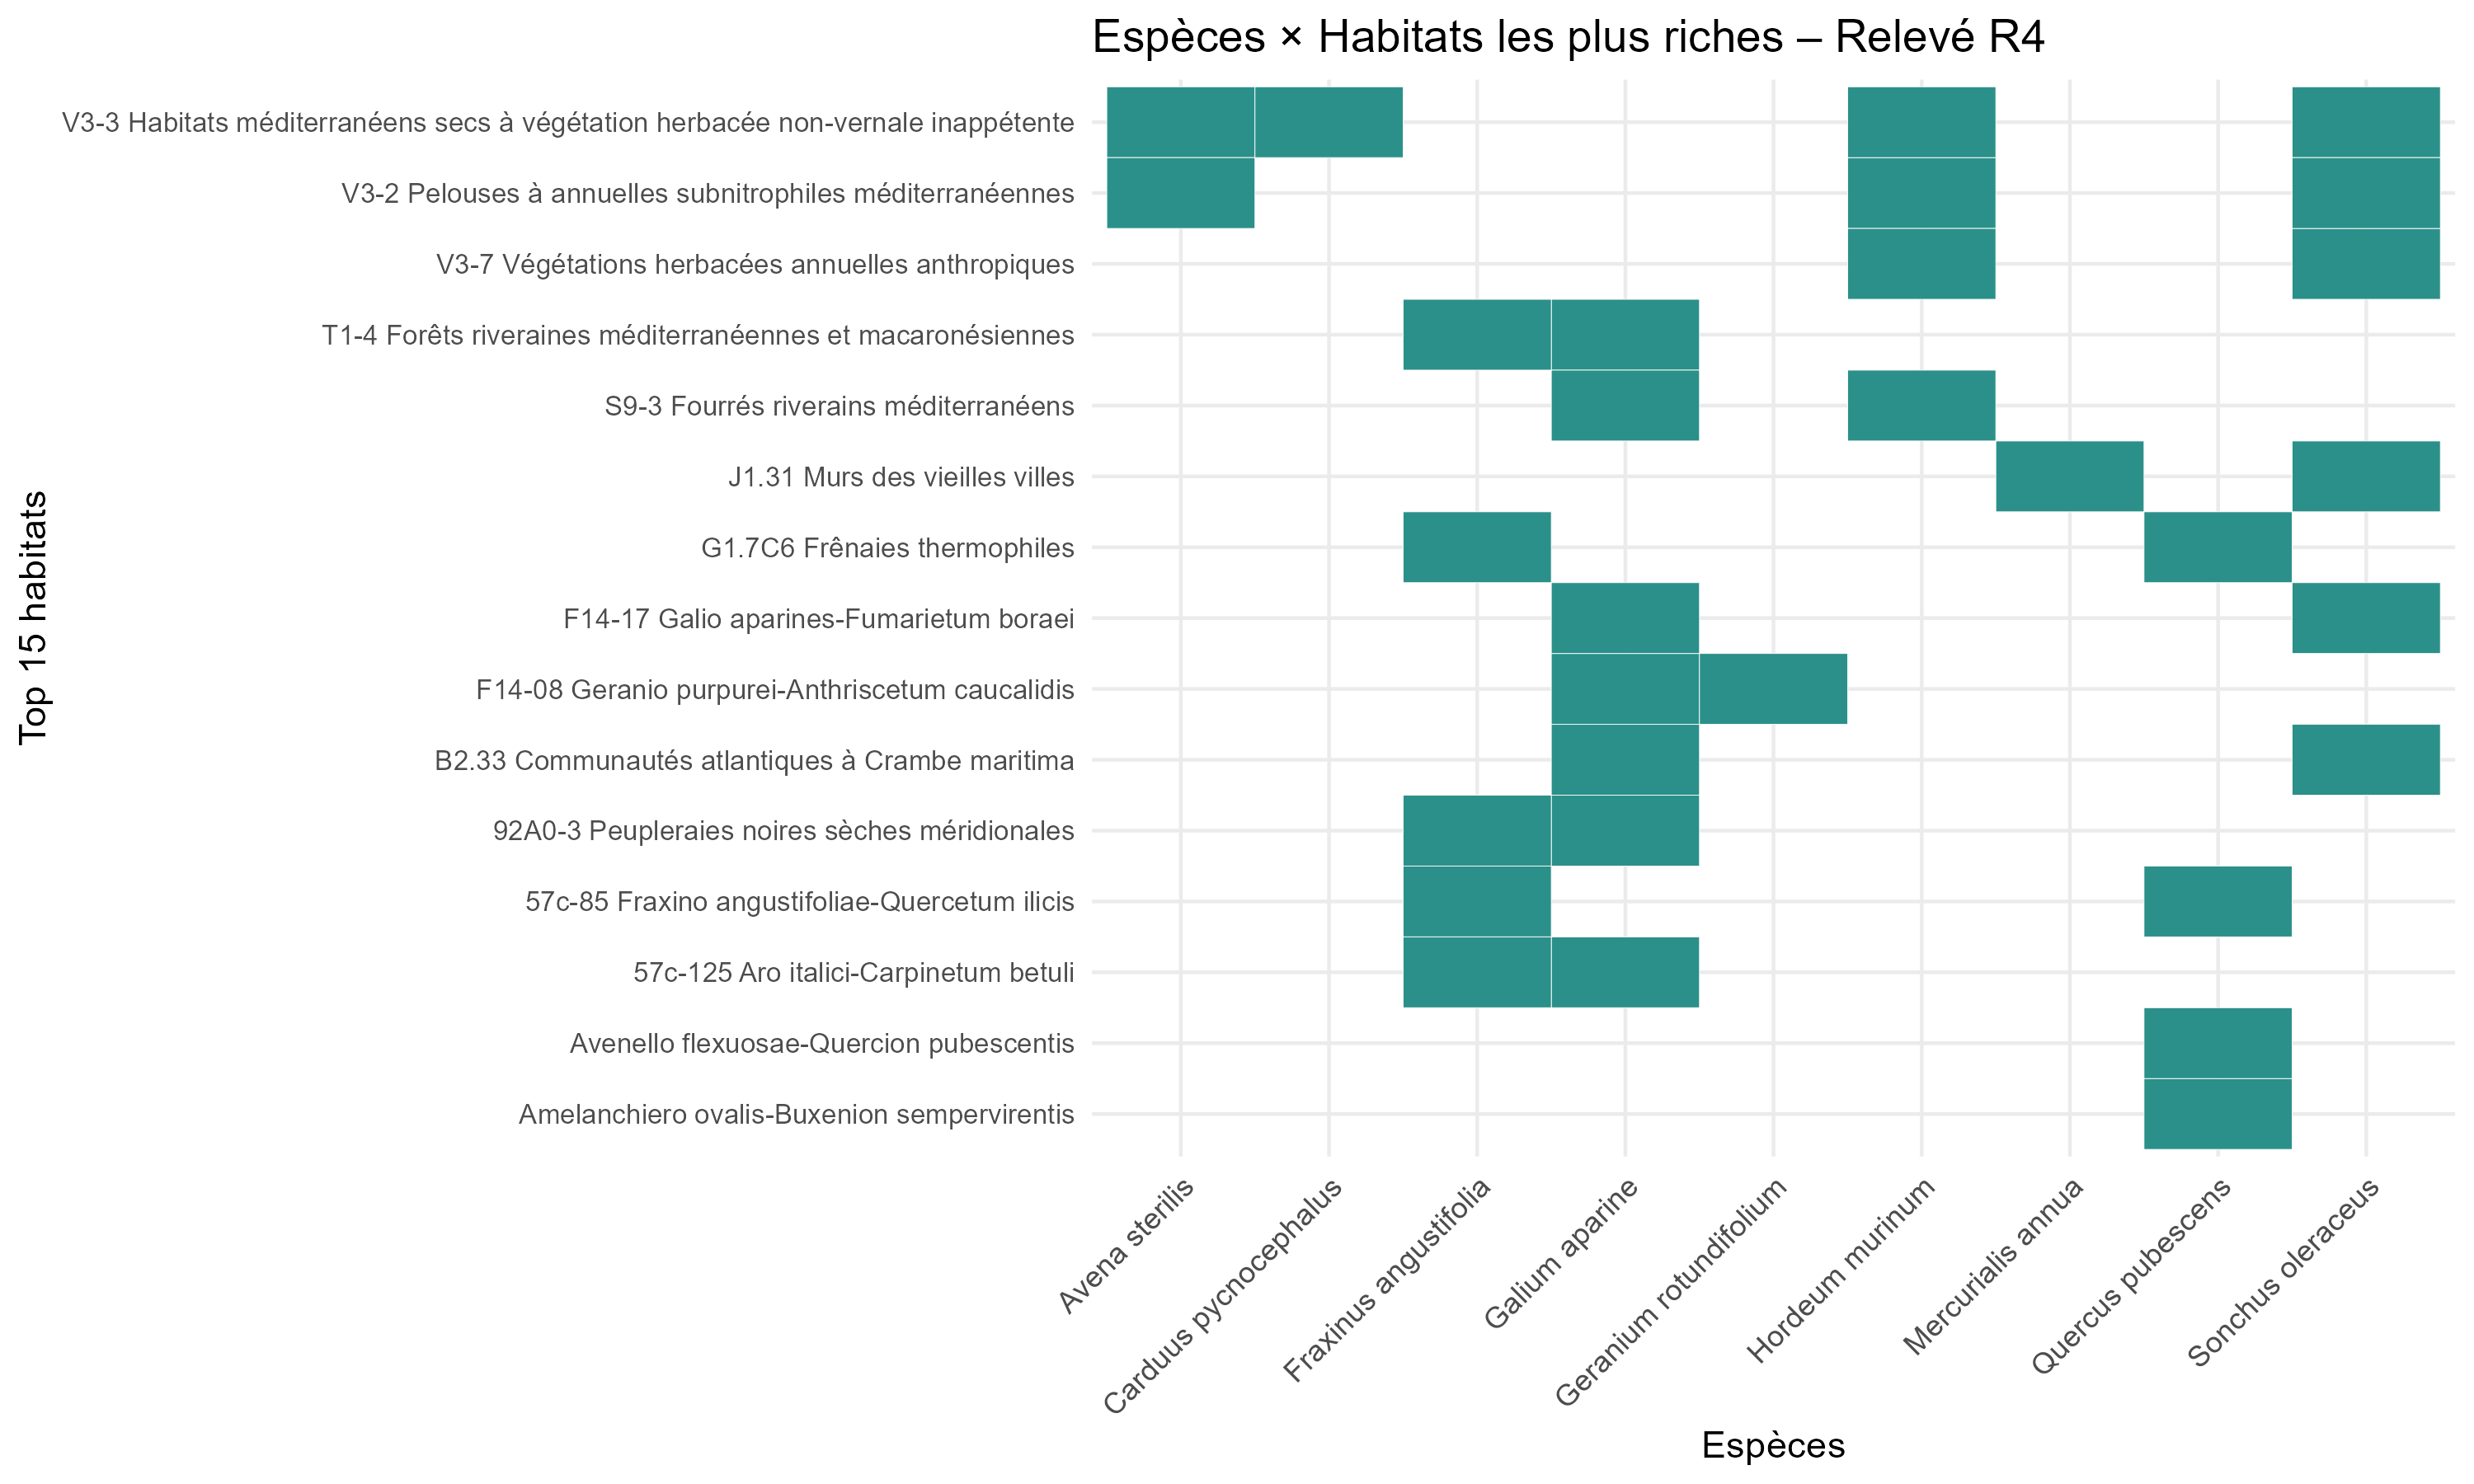 Espèces × Habitats les plus riches – Relevé R4
Top 15 habitats
V3-3 Habitats méditerranéens secs à végétation herbacée non-vernale inappétente
V3-2 Pelouses à annuelles subnitrophiles méditerranéennes
V3-7 Végétations herbacées annuelles anthropiques
T1-4 Forêts riveraines méditerranéennes et macaronésiennes
S9-3 Fourrés riverains méditerranéens
J1.31 Murs des vieilles villes
G1.7C6 Frênaies thermophiles
F14-17 Galio aparines-Fumarietum boraei
F14-08 Geranio purpurei-Anthriscetum caucalidis
B2.33 Communautés atlantiques à Crambe maritima
92A0-3 Peupleraies noires sèches méridionales
57c-85 Fraxino angustifoliae-Quercetum ilicis
57c-125 Aro italici-Carpinetum betuli
Avenello flexuosae-Quercion pubescentis
Amelanchiero ovalis-Buxenion sempervirentis
Avena sterilis
Carduus pycnocephalus
Fraxinus angustifolia
Galium aparine
Geranium rotundifolium
Hordeum murinum
Mercurialis annua
Quercus pubescens
Sonchus oleraceus
Espèces